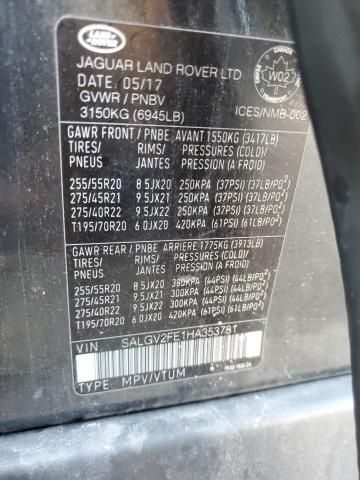 LAND ROVER
JAGUAR LAND ROVER LTD
DATE: 05/17
GVWR / PNBV
3150KG (6945LB)
CANADA
W02
TRANSPORT
ICES/NMB-002
GAWR FRONT / PNBE AVANT 1550KG (3417LB)
TIRES/ RIMS/ PRESSURES (COLD)/
PNEUS JANTES PRESSIONS (A FROID)
255/55R20 8.5JX20 250KPA (37PSI) (37LB/PO²)
275/45R21 9.5JX21 250KPA (37PSI) (37LB/PO²)
275/40R22 9.5JX22 250KPA (37PSI) (37LB/PO²)
T195/70R20 6.0JX20 420KPA (61PSI) (61LB/PO²)
GAWR REAR / PNBE ARRIERE 1775KG (3913LB)
TIRES/ RIMS/ PRESSURES (COLD)/
PNEUS JANTES PRESSIONS (A FROID)
255/55R20 8.5JX20 (44PSI) (44LB/PO²)
275/45R21 9.5JX21 300KPA (44PSI) (44LB/PO²)
275/40R22 9.5JX22 300KPA (44PSI) (44LB/PO²)
T195/70R20 6.0JX20 420KPA (61PSI) (61LB/PO²)
VIN: SALGV2FE1HA353781
TYPE: MPV/VTUM